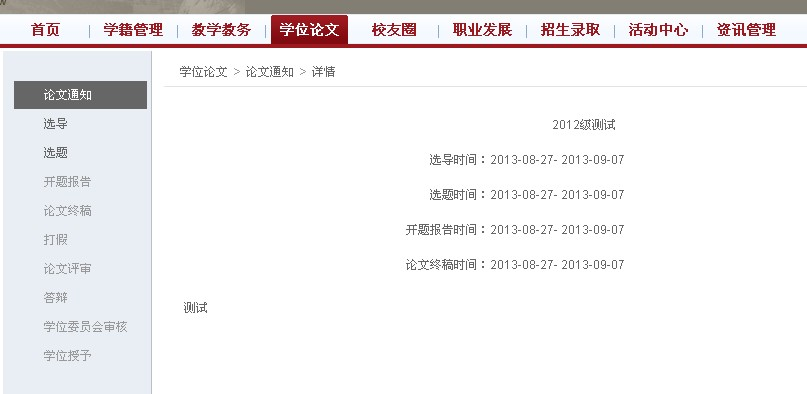 首页 学籍管理 教学教务 学位论文 校友圈 职业发展 招生录取 活动中心 资讯管理
学位论文 > 论文通知 > 详情
论文通知
选导
选题
开题报告
论文终稿
打假
论文评审
答辩
学位委员会审核
学位授予
2012级测试
选导时间：2013-08-27- 2013-09-07
选题时间：2013-08-27- 2013-09-07
开题报告时间：2013-08-27- 2013-09-07
论文终稿时间：2013-08-27- 2013-09-07
测试